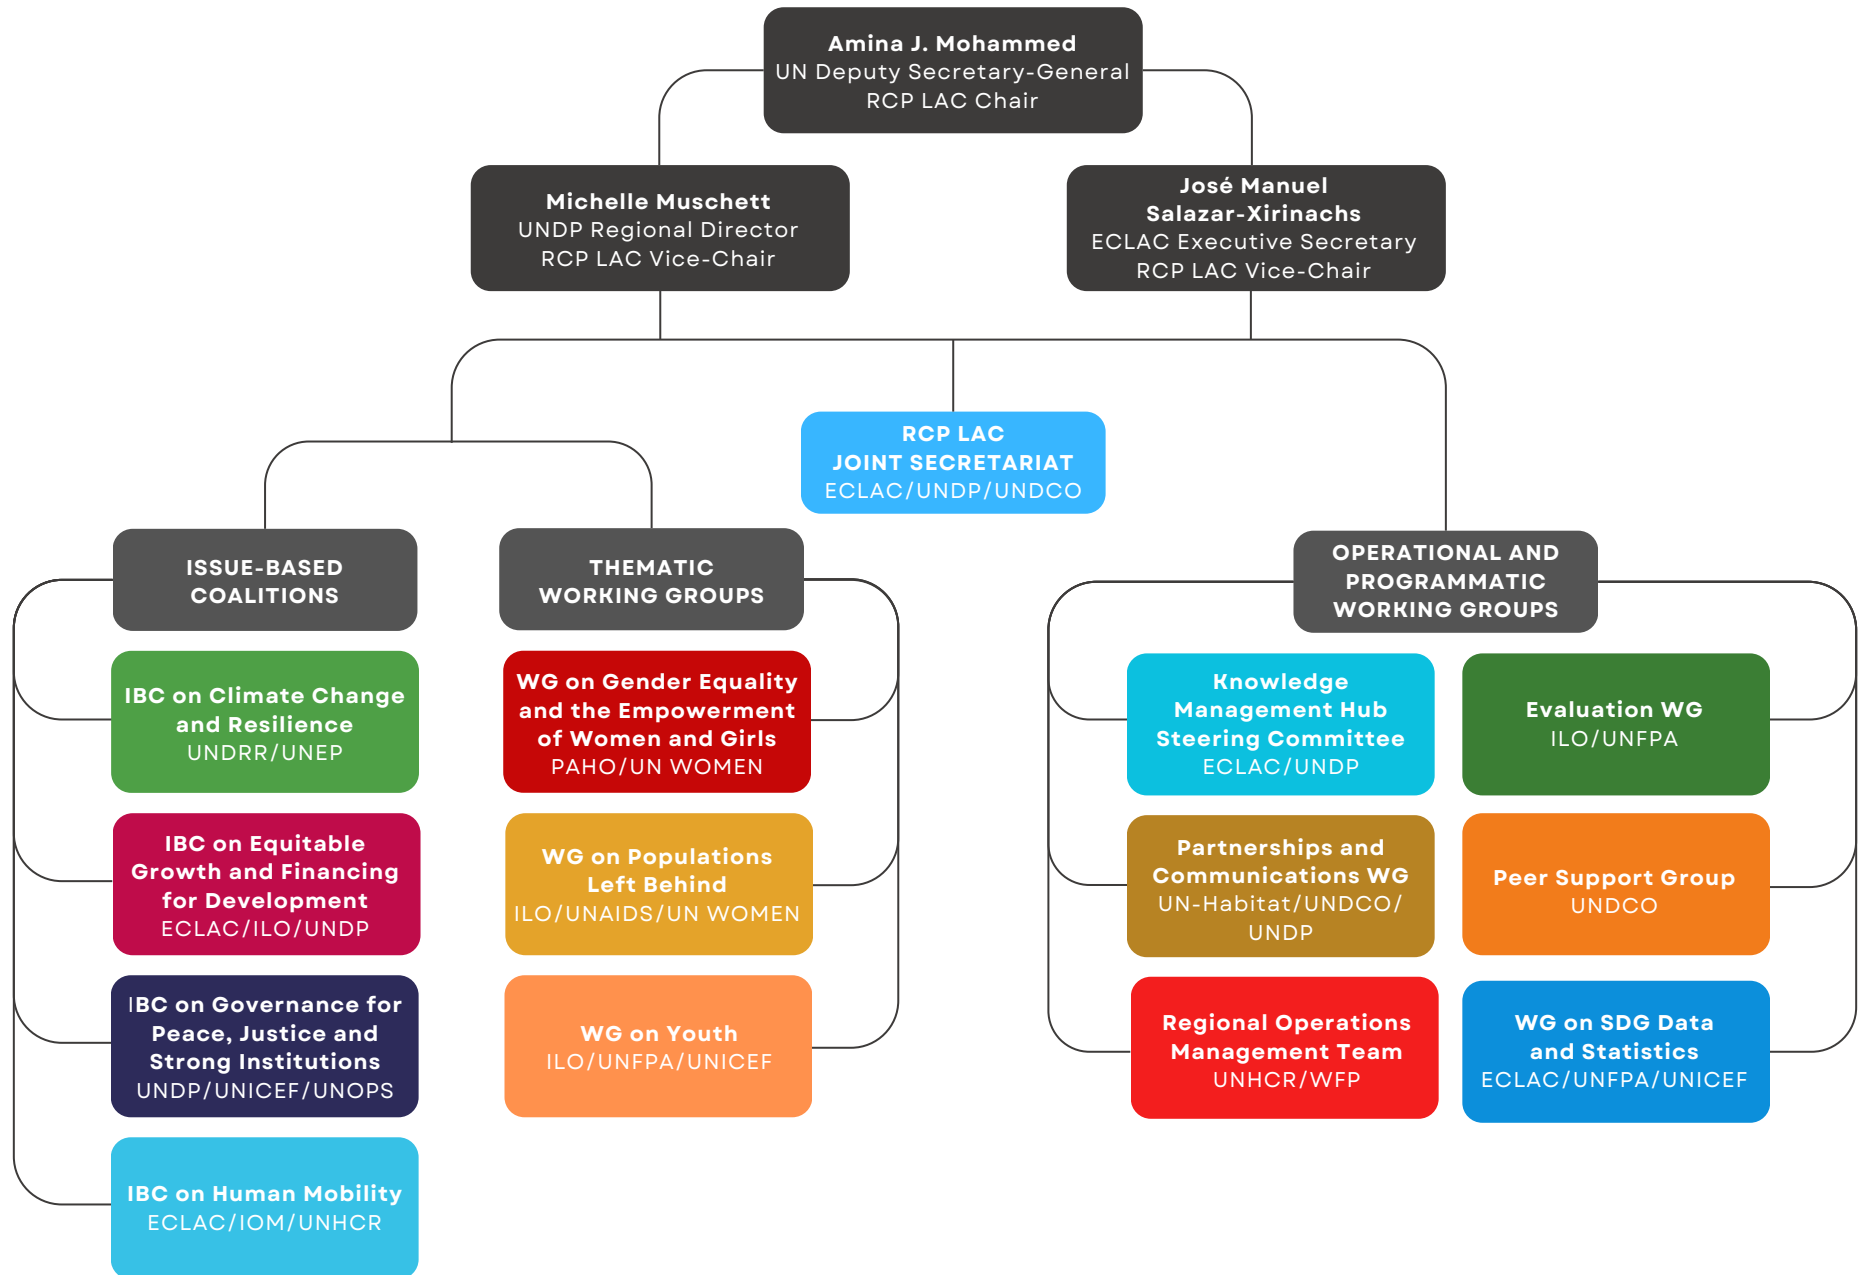 Amina J. Mohammed
UN Deputy Secretary-General
RCP LAC Chair
Michelle Muschett
UNDP Regional Director
RCP LAC Vice-Chair
José Manuel
Salazar-Xirinachs
ECLAC Executive Secretary
RCP LAC Vice-Chair
RCP LAC
JOINT SECRETARIAT
ECLAC/UNDP/UNDCO
ISSUE-BASED
COALITIONS
IBC on Climate Change
and Resilience
UNDRR/UNEP
IBC on Equitable
Growth and Financing
for Development
ECLAC/ILO/UNDP
IBC on Governance for
Peace, Justice and
Strong Institutions
UNDP/UNICEF/UNOPS
IBC on Human Mobility
ECLAC/IOM/UNHCR
THEMATIC
WORKING GROUPS
WG on Gender Equality
and the Empowerment
of Women and Girls
PAHO/UN WOMEN
WG on Populations
Left Behind
ILO/UNAIDS/UN WOMEN
WG on Youth
ILO/UNFPA/UNICEF
OPERATIONAL AND
PROGRAMMATIC
WORKING GROUPS
Knowledge
Management Hub
Steering Committee
ECLAC/UNDP
Evaluation WG
ILO/UNFPA
Partnerships and
Communications WG
UN-Habitat/UNDCO/
UNDP
Peer Support Group
UNDCO
Regional Operations
Management Team
UNHCR/WFP
WG on SDG Data
and Statistics
ECLAC/UNFPA/UNICEF